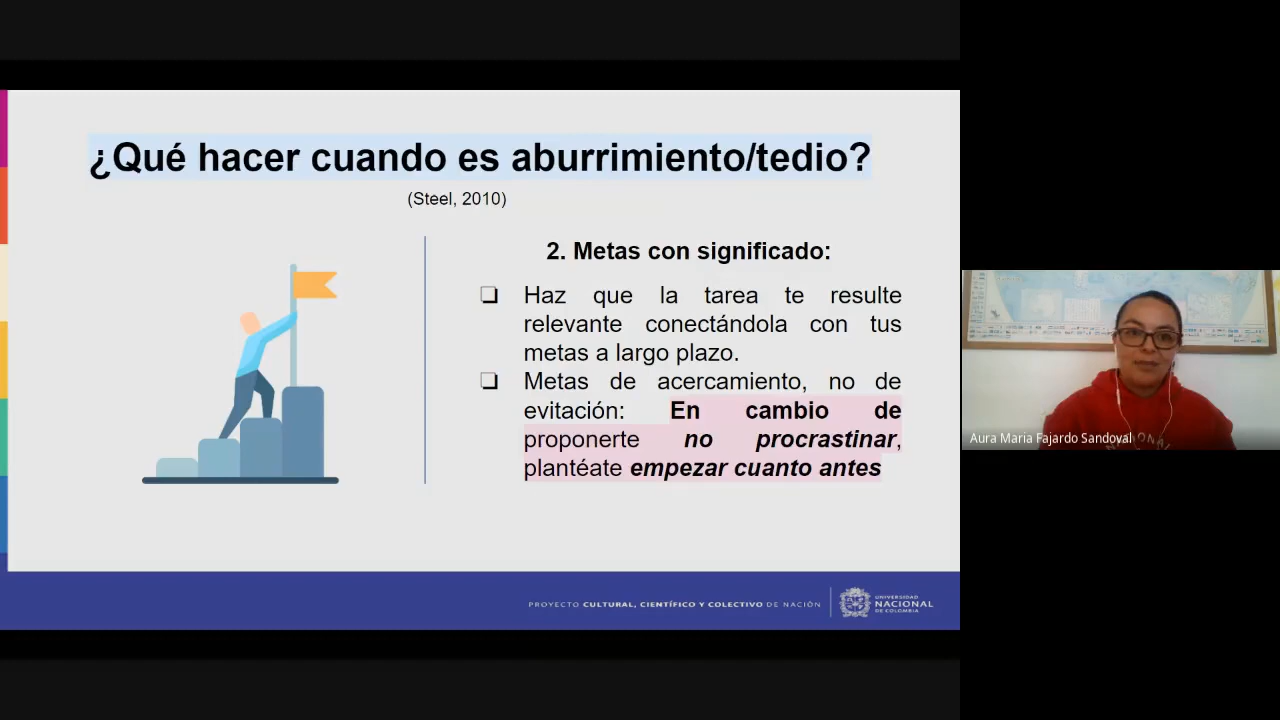 ¿Qué hacer cuando es aburrimiento/tedio?
(Steel, 2010)
2. Metas con significado:
❏ Haz que la tarea te resulte
relevante conectándola con tus
metas a largo plazo.
❏ Metas de acercamiento, no de
evitación: En cambio de
proponerte no procrastinar,
plantéate empezar cuanto antes
Aura María Fajardo Sandoval
NACIONAL
PROYECTO CULTURAL, CIENTÍFICO Y COLECTIVO DE NACIÓN
UNIVERSIDAD
NACIONAL
DE COLOMBIA